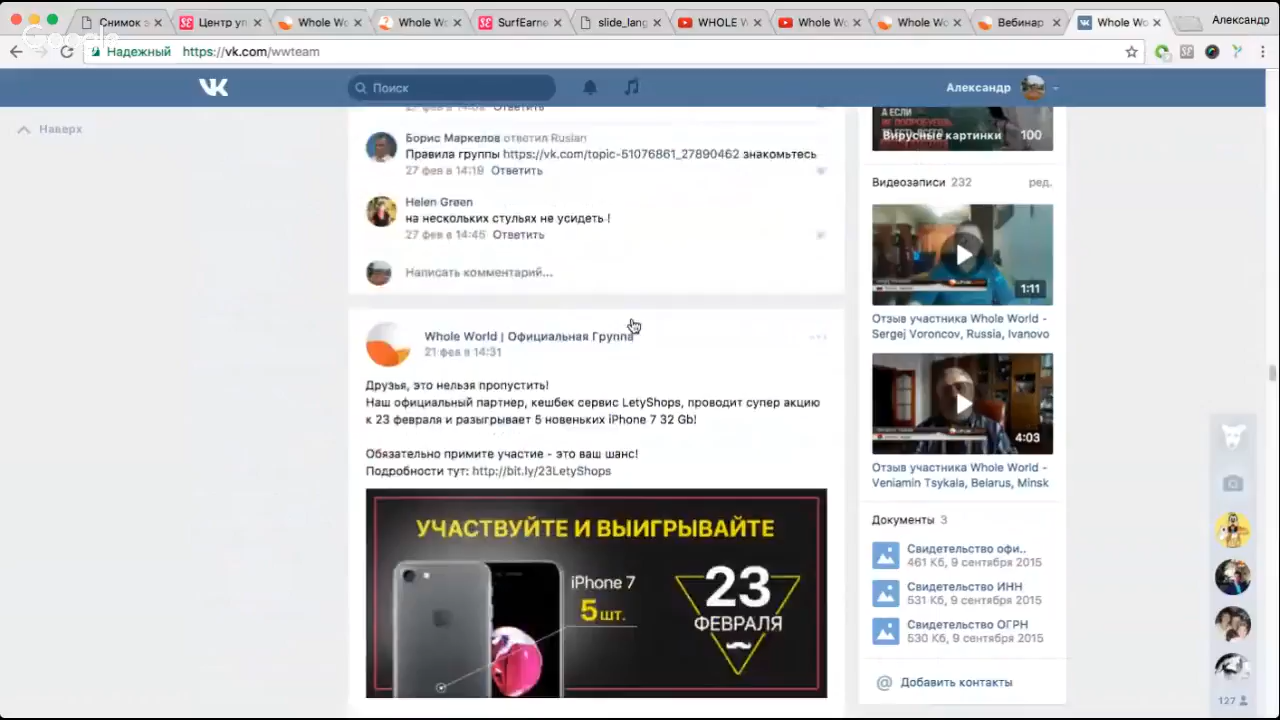 Снимок э
Центр уп
Whole Wo
Whole Wo
SurfEarne
slide_lang
WHOLE W
Whole Wo
Whole Wo
Вебинар
Whole Wo
Александр
Google
Надежный
https://vk.com/wwteam
Поиск
Александр
Наверх
Ответить
Борис Маркелов ответил Ruslan
Правила группы https://vk.com/topic-51076861_27890462 знакомьтесь
27 фев в 14:19 Ответить
Helen Grøen
на нескольких стульях не усидеть !
27 фев в 14:45 Ответить
Написать комментарий...
Whole World | Официальная Группа
21 фев в 14:31
Друзья, это нельзя пропустить!
Наш официальный партнер, кешбек сервис LetyShops, проводит супер акцию
к 23 февраля и разыгрывает 5 новеньких iPhone 7 32 Gb!
Обязательно примите участие - это ваш шанс!
Подробности тут: http://bit.ly/23LetyShops
УЧАСТВУЙТЕ И ВЫИГРЫВАЙТЕ
iPhone 7
5 шт.
23
ФЕВРАЛЯ
А ЕСЛИ
НЕ ПОПРОБУЕШЬ,
Вирусные картинки 100
Видеозаписи 232 ред.
1:11
Отзыв участника Whole World -
Sergej Voroncov, Russia, Ivanovo
4:03
Отзыв участника Whole World -
Veniamin Tsykala, Belarus, Minsk
Документы 3
Свидетельство офи..
461 Кб, 9 сентября 2015
Свидетельство ИНН
531 Кб, 9 сентября 2015
Свидетельство ОГРН
530 Кб, 9 сентября 2015
@ Добавить контакты
127